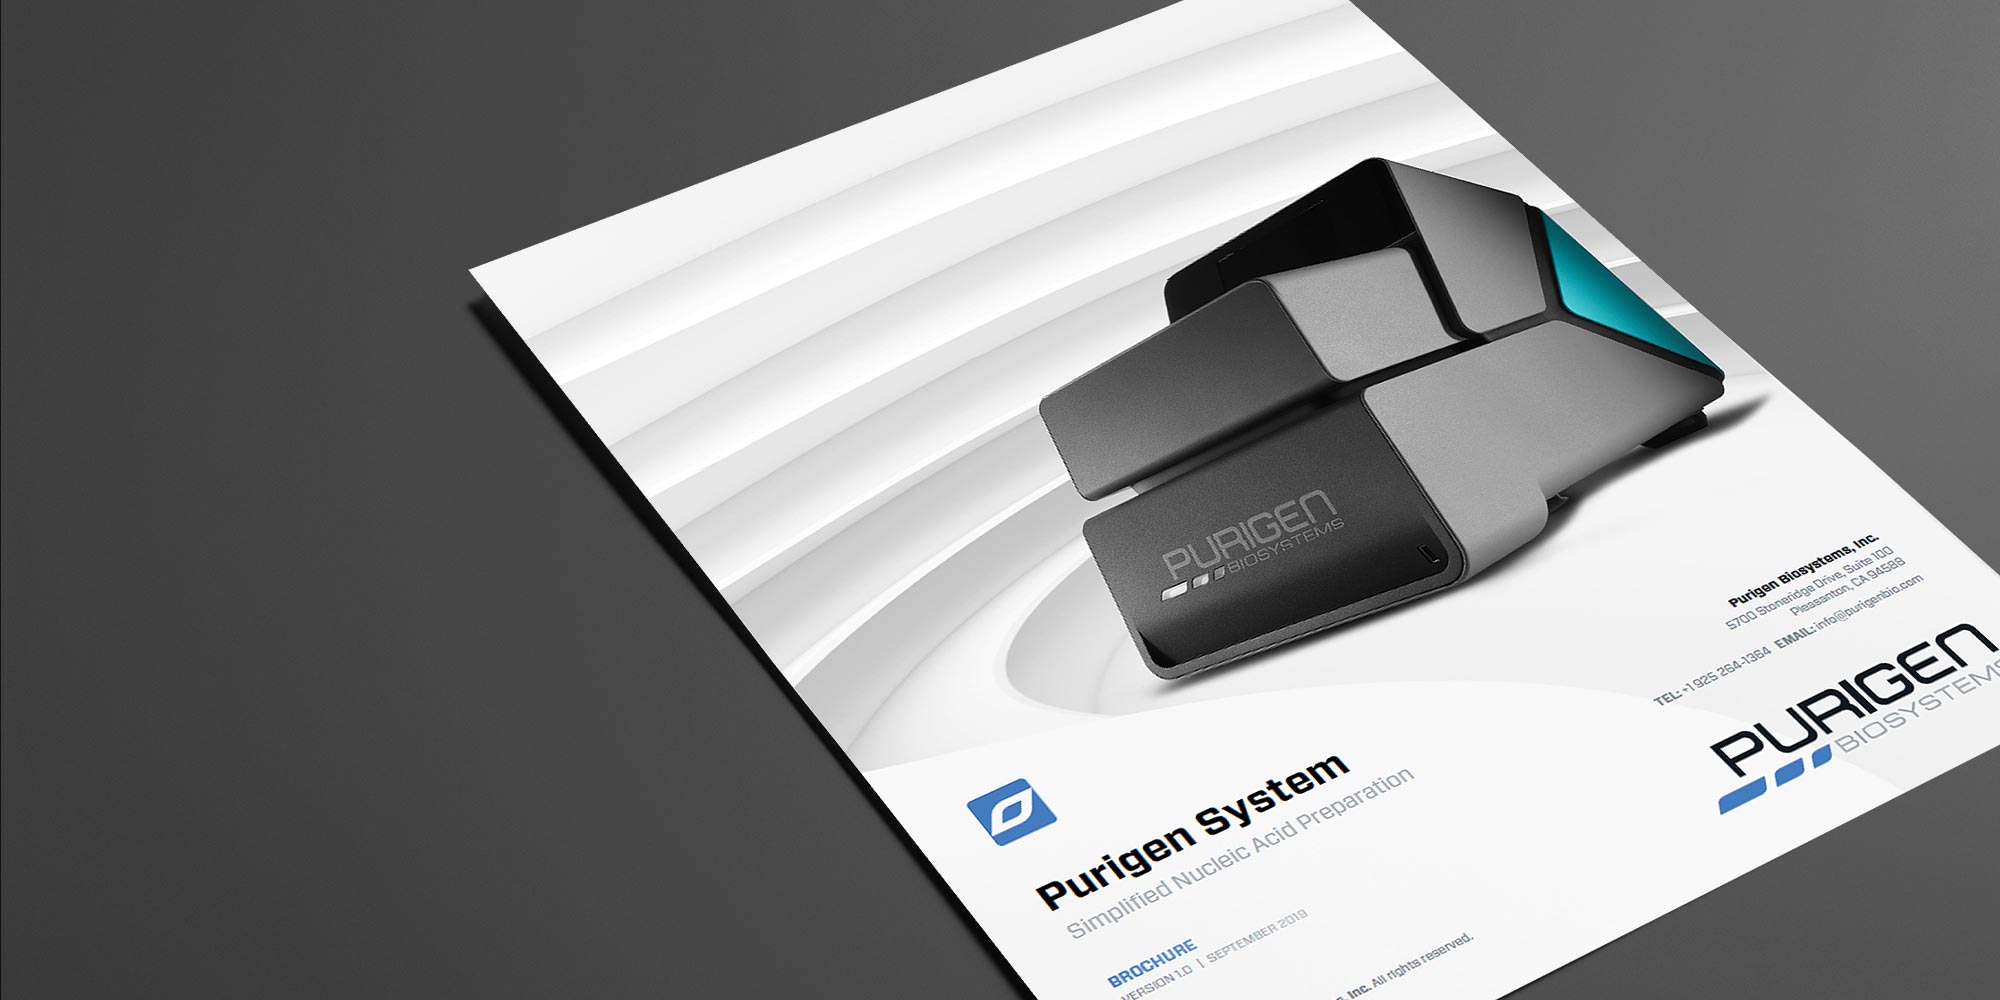 PURIGEN
BIOSYSTEMS
Purigen Biosystems, Inc.
5700 Stoneridge Drive, Suite 100
Pleasanton, CA 94588
TEL: +1 925 264-1364 EMAIL: info@purigenbio.com
PURIGEN
BIOSYSTEMS
Purigen System
Simplified Nucleic Acid Preparation
BROCHURE
VERSION 1.0 | SEPTEMBER 2019
Inc. All rights reserved.